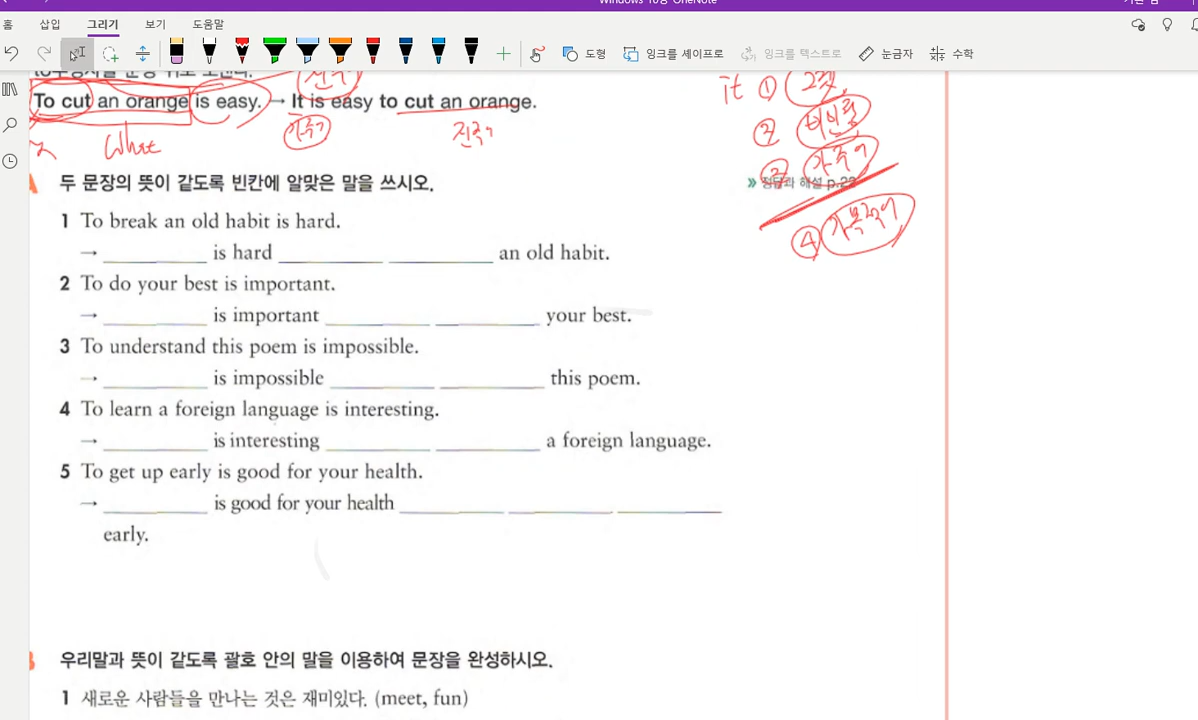 Windows 10용 OneNote
홈 삽입 그리기 보기 도움말
도형 잉크를 셰이프로 잉크를 텍스트로 눈금자 수학
To cut an orange is easy. → It is easy to cut an orange.
가주어 진주어
What
it ① 그것
② 비인칭
③ 가주어
④ 가목적어
A 두 문장의 뜻이 같도록 빈칸에 알맞은 말을 쓰시오.
» 정답과 해설 p.22
1 To break an old habit is hard.
→ __________ is hard __________ __________ an old habit.
2 To do your best is important.
→ __________ is important __________ __________ your best.
3 To understand this poem is impossible.
→ __________ is impossible __________ __________ this poem.
4 To learn a foreign language is interesting.
→ __________ is interesting __________ __________ a foreign language.
5 To get up early is good for your health.
→ __________ is good for your health __________ __________ __________
early.
B 우리말과 뜻이 같도록 괄호 안의 말을 이용하여 문장을 완성하시오.
1 새로운 사람들을 만나는 것은 재미있다. (meet, fun)